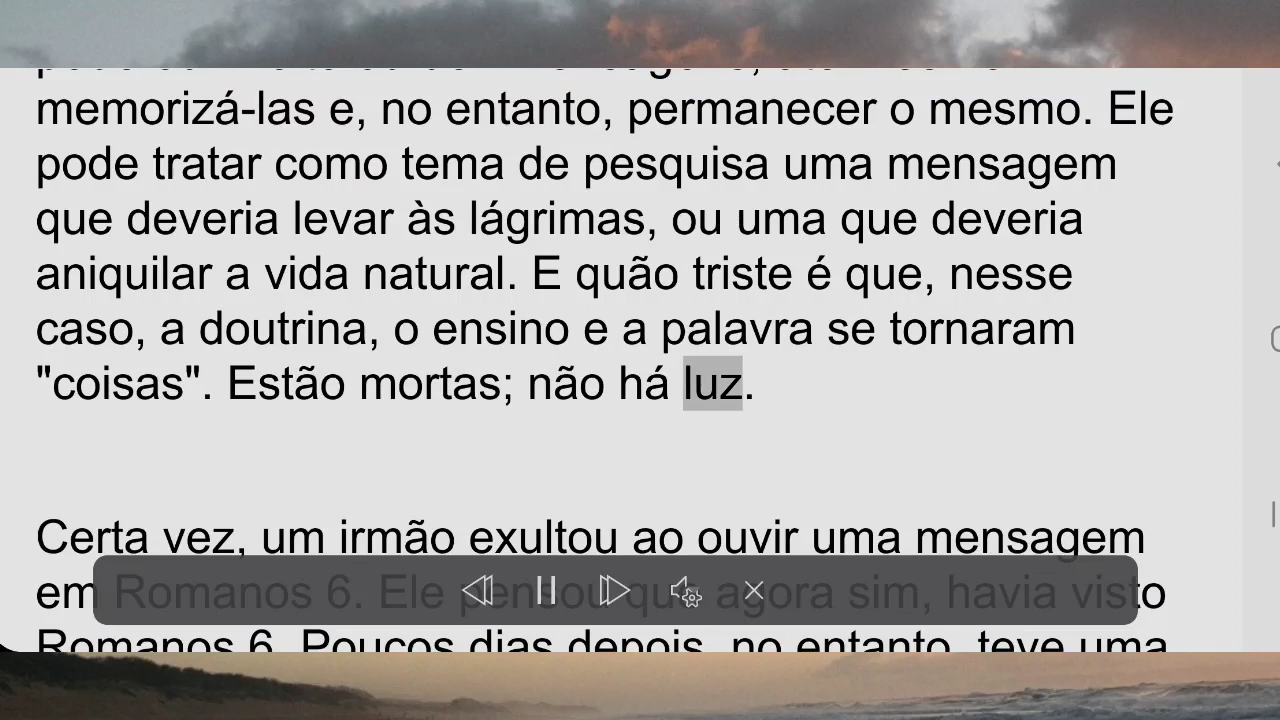 memorizá-las e, no entanto, permanecer o mesmo. Ele
pode tratar como tema de pesquisa uma mensagem
que deveria levar às lágrimas, ou uma que deveria
aniquilar a vida natural. E quão triste é que, nesse
caso, a doutrina, o ensino e a palavra se tornaram
"coisas". Estão mortas; não há luz.
Certa vez, um irmão exultou ao ouvir uma mensagem
em Romanos 6. Ele pensou que agora sim, havia visto
Romanos 6. Poucos dias depois, no entanto, teve uma